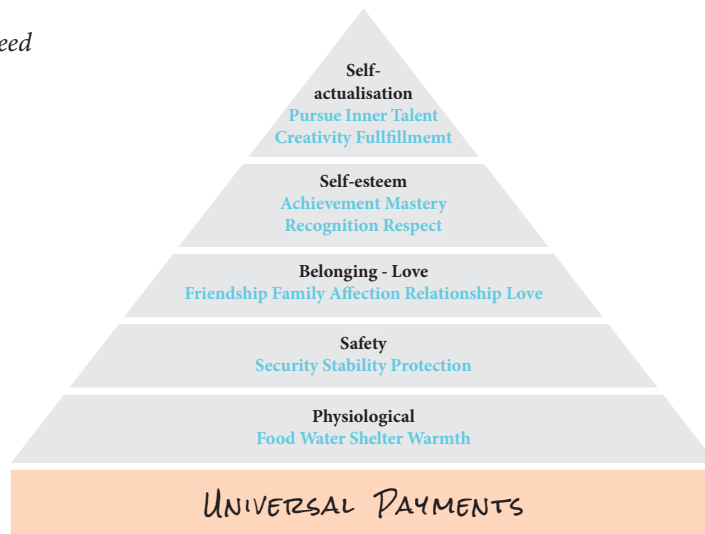 eed
Self-
actualisation
Pursue Inner Talent
Creativity Fullfillmemt
Self-esteem
Achievement Mastery
Recognition Respect
Belonging - Love
Friendship Family Affection Relationship Love
Safety
Security Stability Protection
Physiological
Food Water Shelter Warmth
Universal Payments